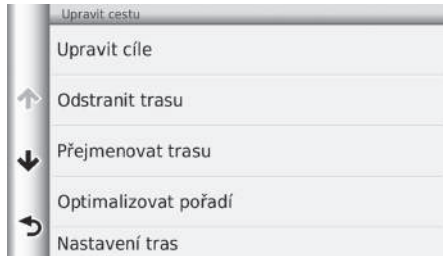 Upravit cestu
Upravit cíle
Odstranit trasu
Přejmenovat trasu
Optimalizovat pořadí
Nastavení tras